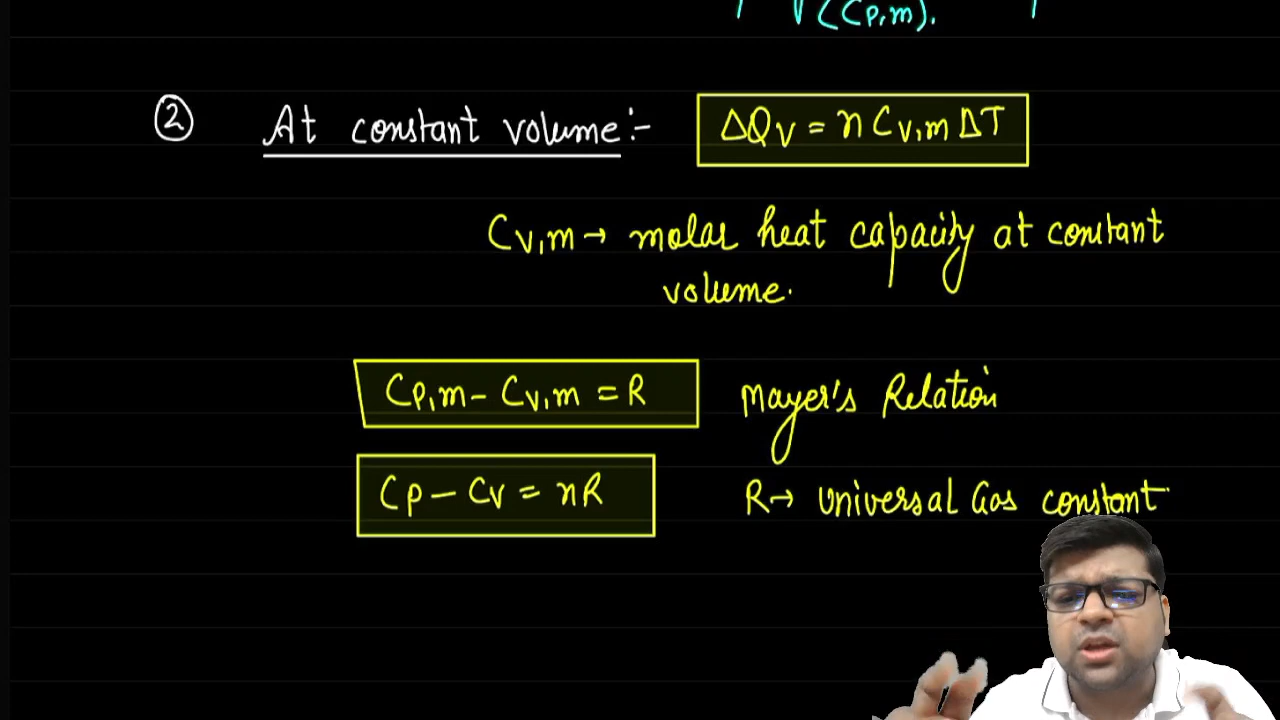 (Cp,m).
② At constant volume:- ΔQv = n Cv,m ΔT
Cv,m → molar heat capacity at constant
volume.
Cp,m - Cv,m = R Mayer's Relation
Cp - Cv = nR R → Universal Gas constant